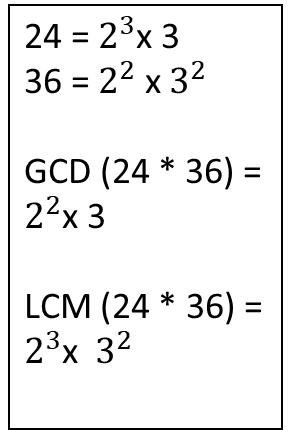 24 = 2³x 3
36 = 2² x 3²
GCD (24 * 36) =
2²x 3
LCM (24 * 36) =
2³x 3²